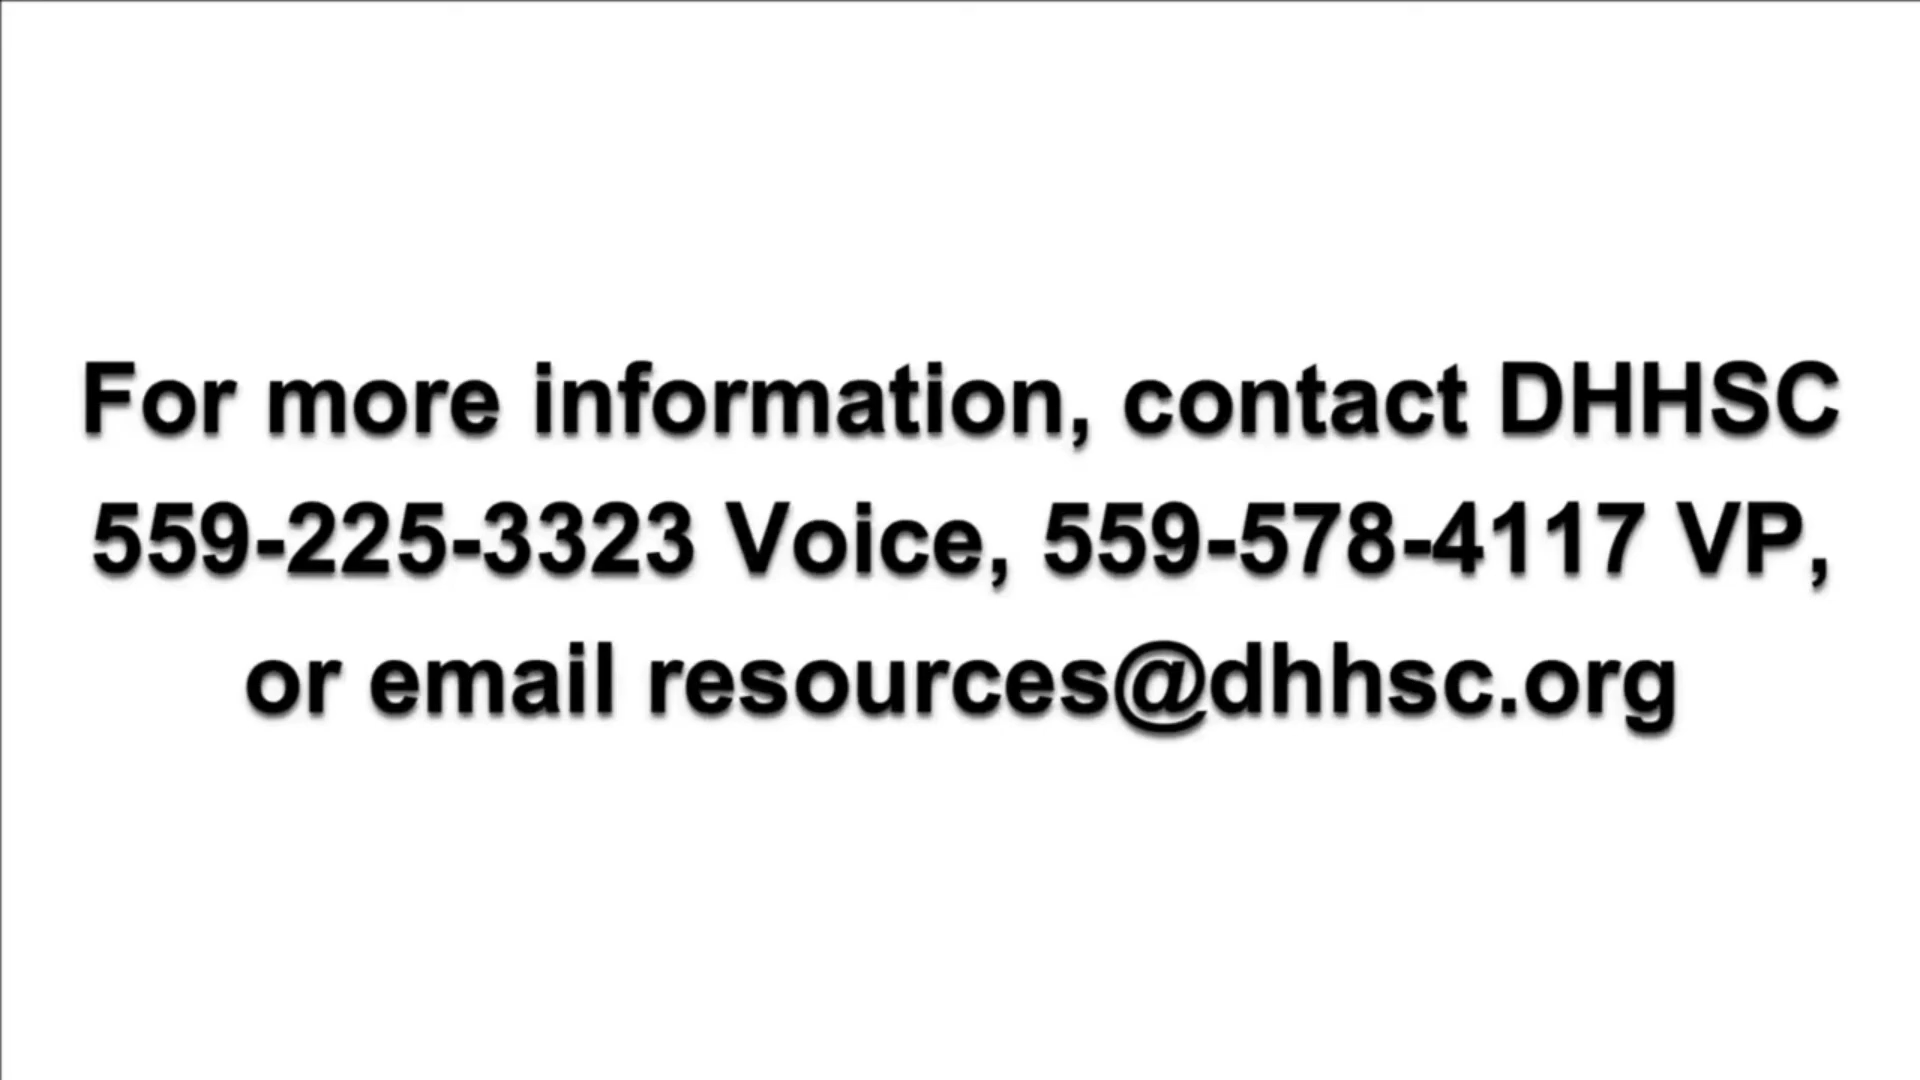 For more information, contact DHHSC
559-225-3323 Voice, 559-578-4117 VP,
or email resources@dhhsc.org